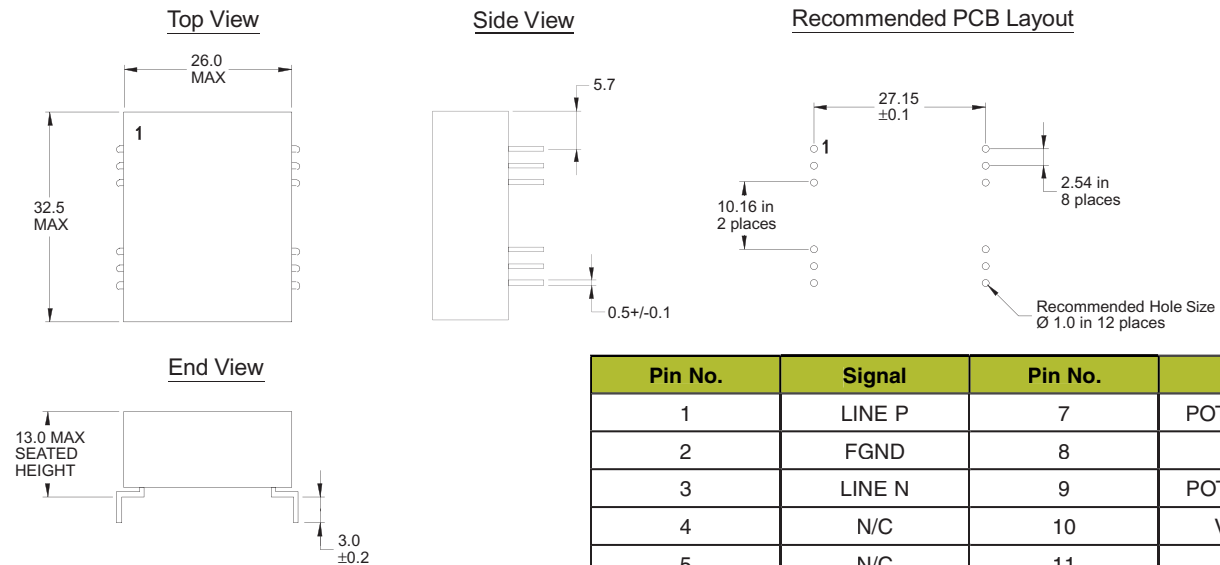 Top View
Side View
Recommended PCB Layout
26.0
MAX
1
32.5
MAX
5.7
0.5+/-0.1
27.15
±0.1
1
10.16 in
2 places
2.54 in
8 places
Recommended Hole Size
Ø 1.0 in 12 places
End View
13.0 MAX
SEATED
HEIGHT
3.0
±0.2
Pin No. Signal Pin No.
1 LINE P 7
2 FGND 8
3 LINE N 9
4 N/C 10
5 N/C 11